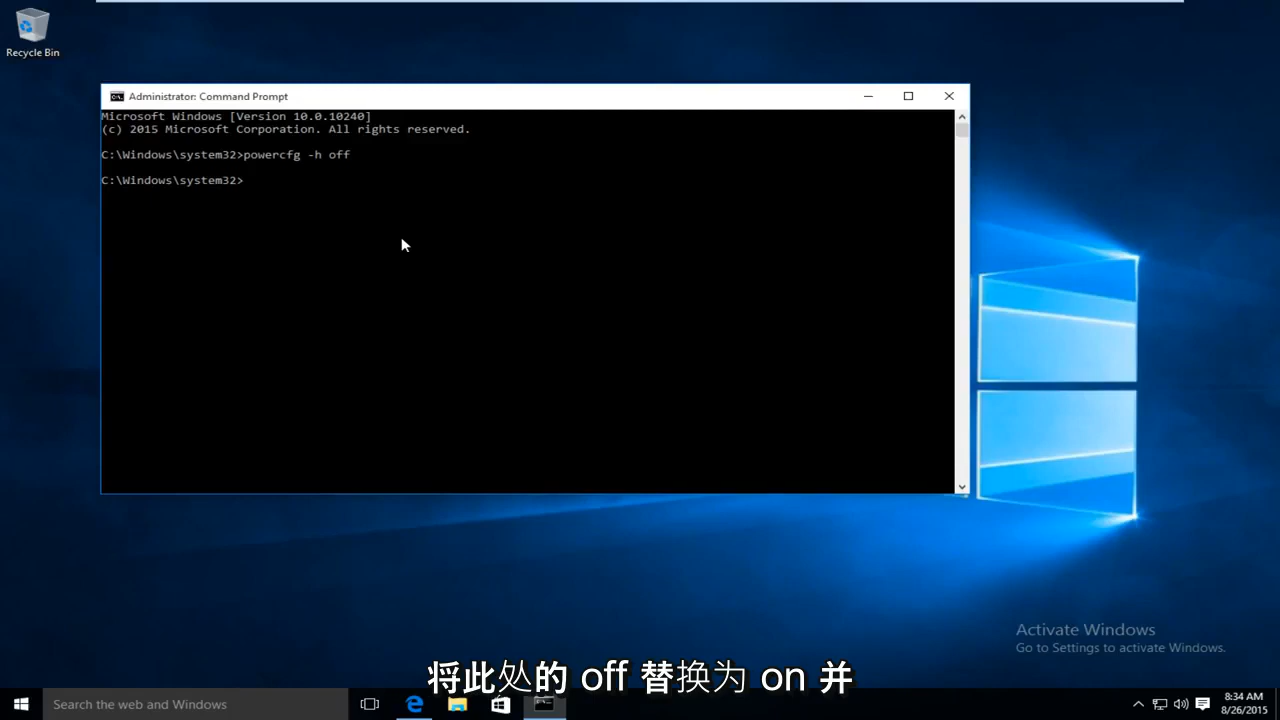 Recycle Bin
Administrator: Command Prompt
Microsoft Windows [Version 10.0.10240]
(c) 2015 Microsoft Corporation. All rights reserved.
C:\Windows\system32>powercfg -h off
C:\Windows\system32>
Activate Windows
Go to Settings to activate Windows.
将此处的 off 替换为 on 并
Search the web and Windows
8:34 AM
8/26/2015